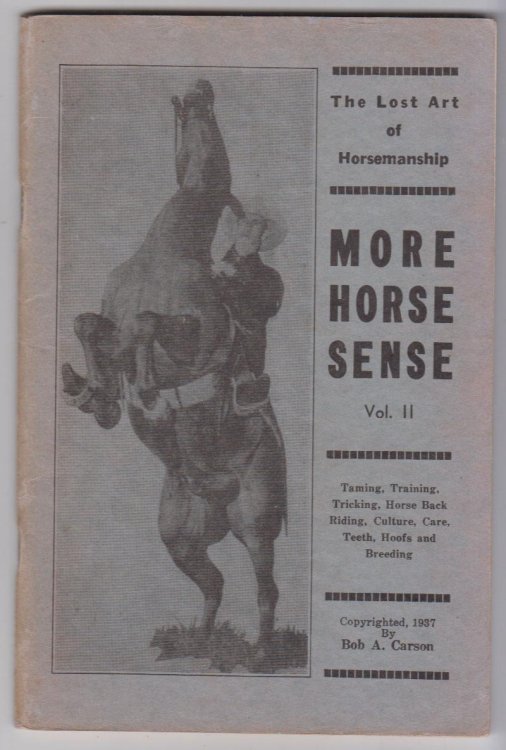 The Lost Art
of
Horsemanship
MORE
HORSE
SENSE
Vol. II
Taming, Training,
Tricking, Horse Back
Riding, Culture, Care,
Teeth, Hoofs and
Breeding
Copyrighted, 1937
By
Bob A. Carson